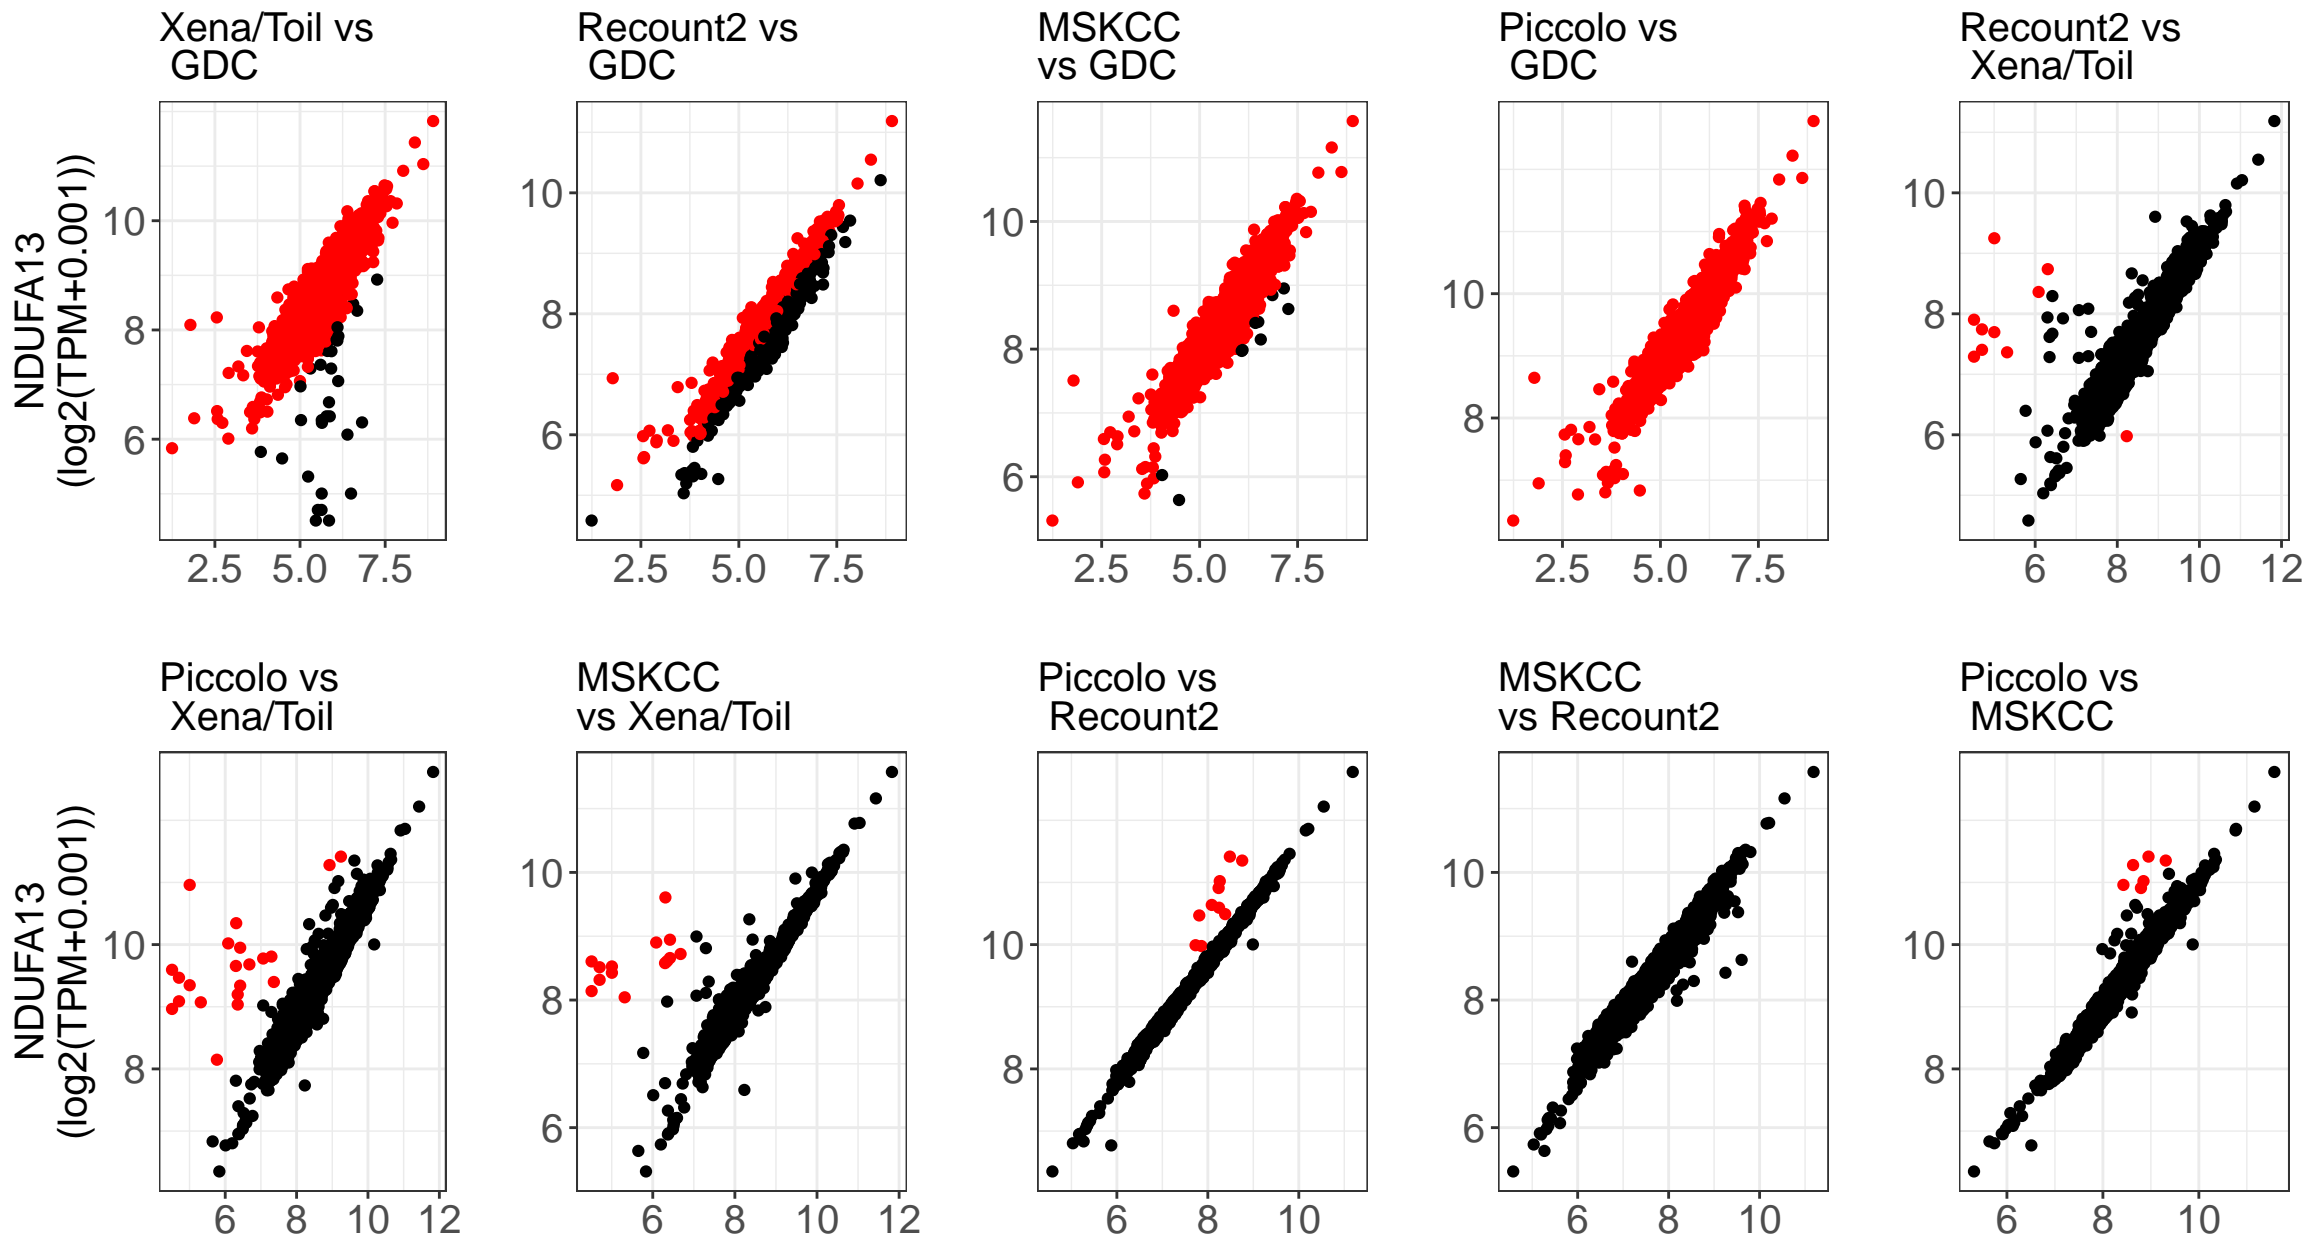 Xena/Toil vs
GDC
Recount2 vs
GDC
MSKCC
vs GDC
Piccolo vs
GDC
Recount2 vs
Xena/Toil
NDUFA13
(log2(TPM+0.001))
10
8
6
2.5 5.0 7.5
10
8
6
2.5 5.0 7.5
10
8
6
2.5 5.0 7.5
10
8
2.5 5.0 7.5
10
8
6
6 8 10 12
Piccolo vs
Xena/Toil
MSKCC
vs Xena/Toil
Piccolo vs
Recount2
MSKCC
vs Recount2
Piccolo vs
MSKCC
NDUFA13
(log2(TPM+0.001))
10
8
6 8 10 12
10
8
6
6 8 10 12
10
8
6 8 10
10
8
6
6 8 10
10
8
6 8 10